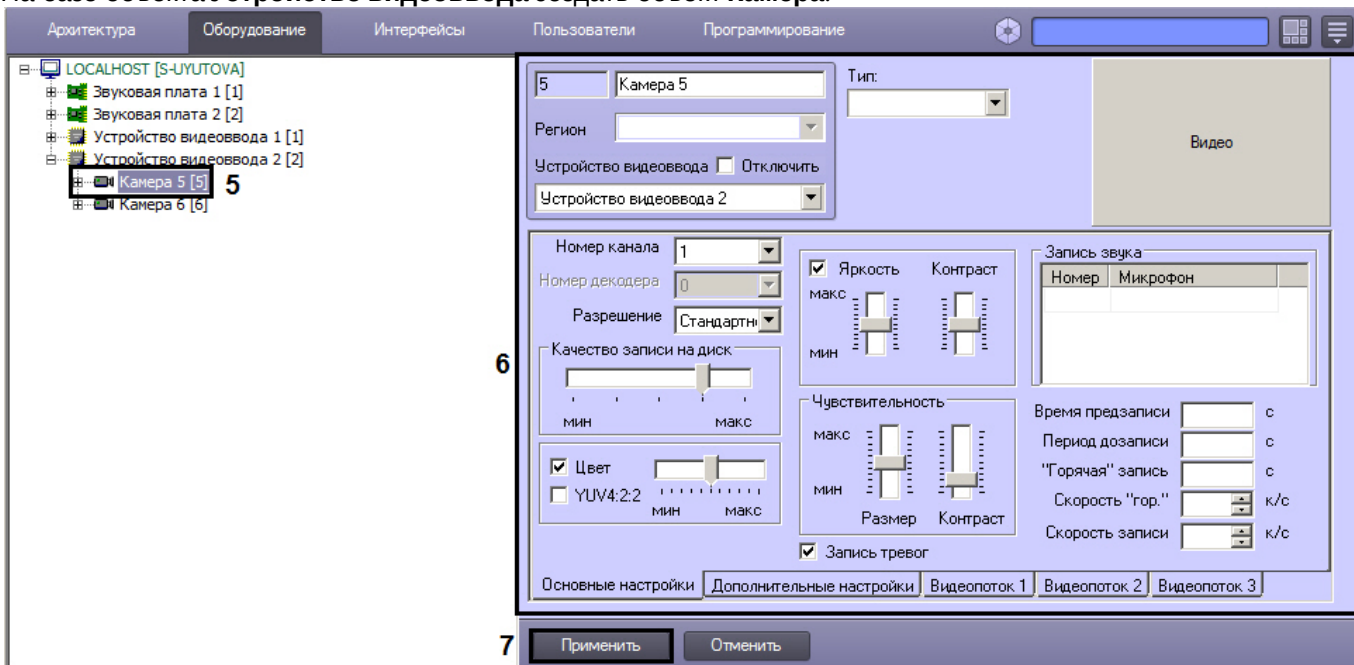 На базе объекта Устройство видеоввода создать объект Камера.
Архитектура Оборудование Интерфейсы Пользователи Программирование
LOCALHOST [S-UYUTOVA]
Звуковая плата 1 [1]
Звуковая плата 2 [2]
Устройство видеоввода 1 [1]
Устройство видеоввода 2 [2]
Камера 5 [5]
5
Камера 6 [6]
5 Камера 5
Тип:
Регион
Устройство видеоввода Отключить
Устройство видеоввода 2
Видео
6
Номер канала 1
Номер декодера 0
Разрешение Стандартн
Качество записи на диск
мин макс
Цвет
YUV4:2:2
мин макс
Яркость Контраст
макс
мин
Чувствительность
макс
мин
Размер Контраст
Запись тревог
Запись звука
Номер Микрофон
Время предзаписи с
Период дозаписи с
"Горячая" запись с
Скорость "гор." к/с
Скорость записи к/с
Основные настройки Дополнительные настройки Видеопоток 1 Видеопоток 2 Видеопоток 3
7
Применить Отменить